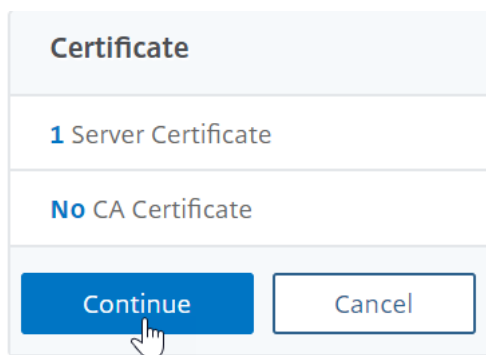 Certificate
1 Server Certificate
No CA Certificate
Continue Cancel